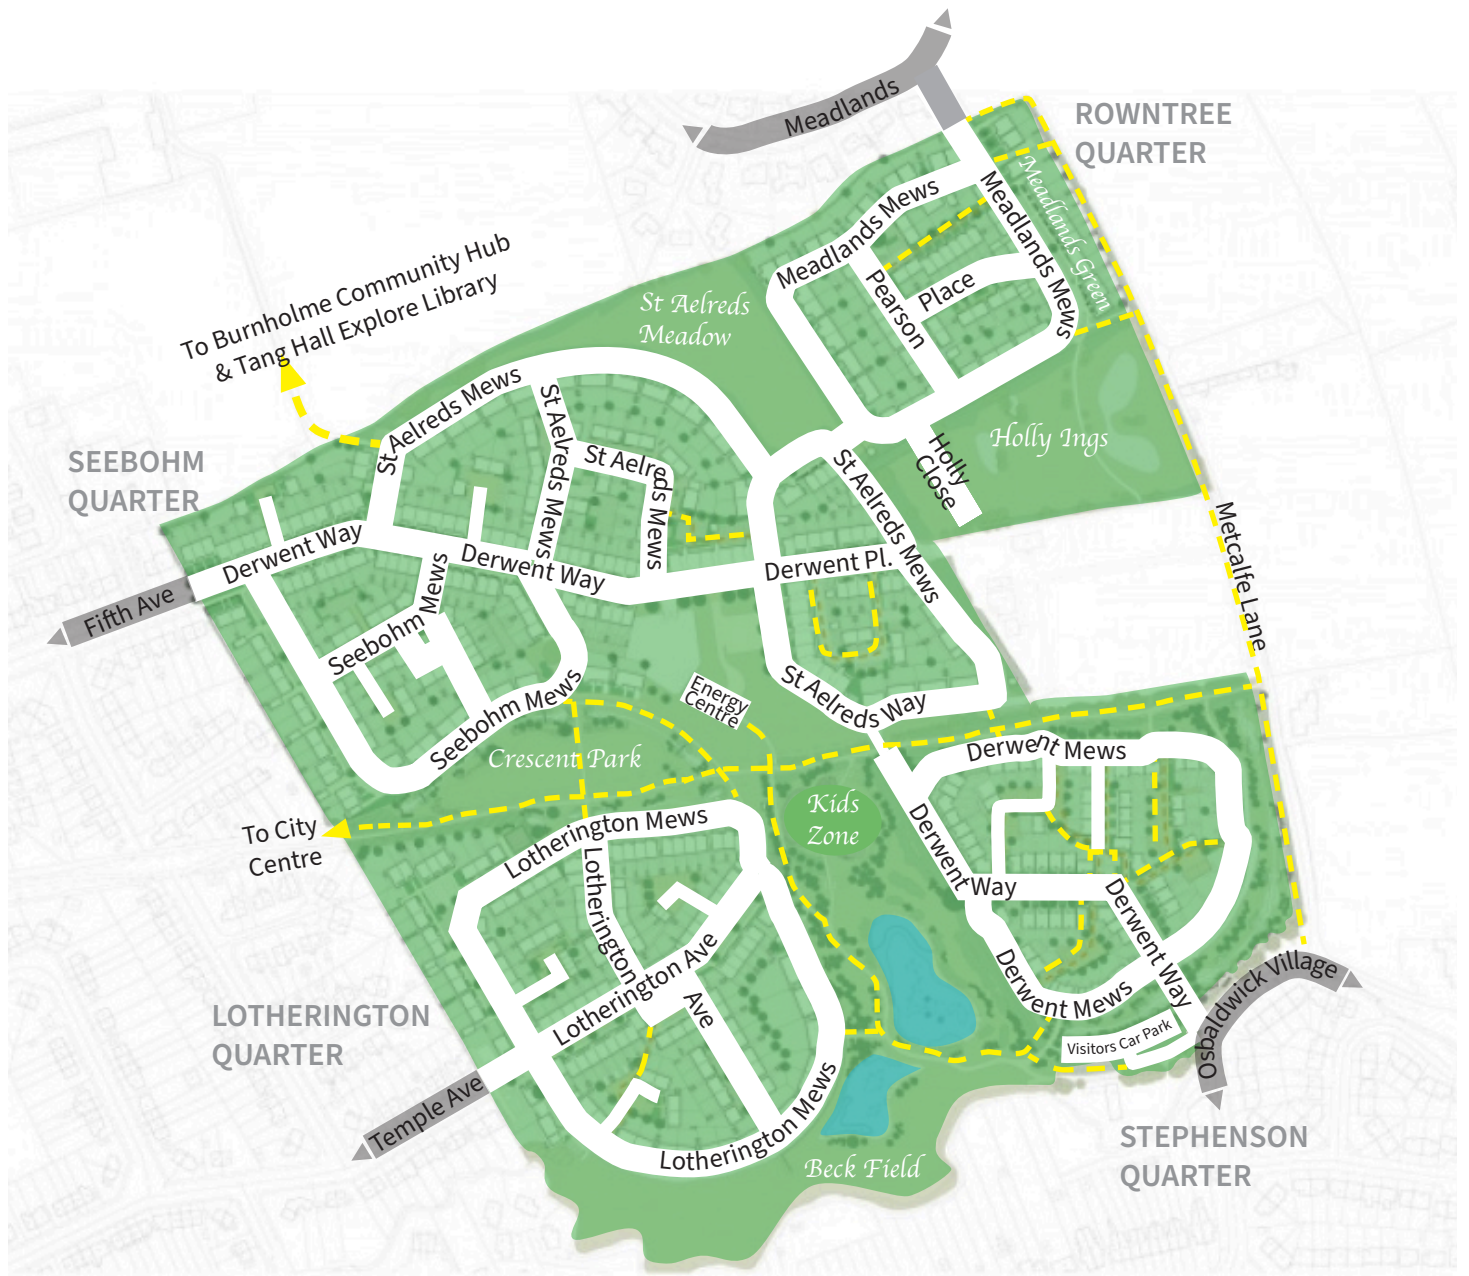 Meadlands
ROWNTREE
QUARTER
Meadlands Green
Meadlands Mews
Meadlands Mews
Pearson
Place
To Burnholme Community Hub
& Tang Hall Explore Library
St Aelreds
Meadow
St Aelreds Mews
St Aelreds Mews
St Aelreds Mews
Holly Ings
Holly
Close
SEEBOHM
QUARTER
St Aelreds Mews
Metcalfe Lane
Derwent Way
Derwent Way
Derwent Pl.
Fifth Ave
Seebohm Mews
Seebohm Mews
St Aelreds Way
Energy
Centre
Crescent Park
Derwent Mews
Kids
Zone
To City
Centre
Lotherington Mews
Lotherington
Derwent Way
Derwent Way
Lotherington Ave
Ave
Derwent Mews
Osbaldwick Village
LOTHERINGTON
QUARTER
Visitors Car Park
Temple Ave
Lotherington Mews
Beck Field
STEPHENSON
QUARTER